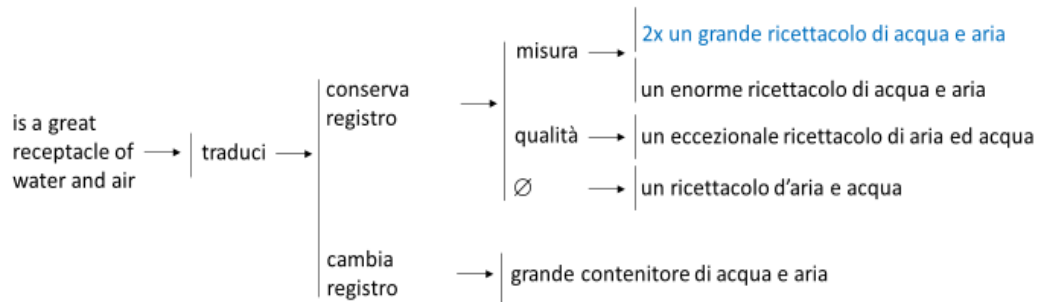 is a great
receptacle of
water and air
traduci
conserva
registro
misura
2x un grande ricettacolo di acqua e aria
un enorme ricettacolo di acqua e aria
qualità
un eccezionale ricettacolo di aria ed acqua
∅
un ricettacolo d’aria e acqua
cambia
registro
grande contenitore di acqua e aria